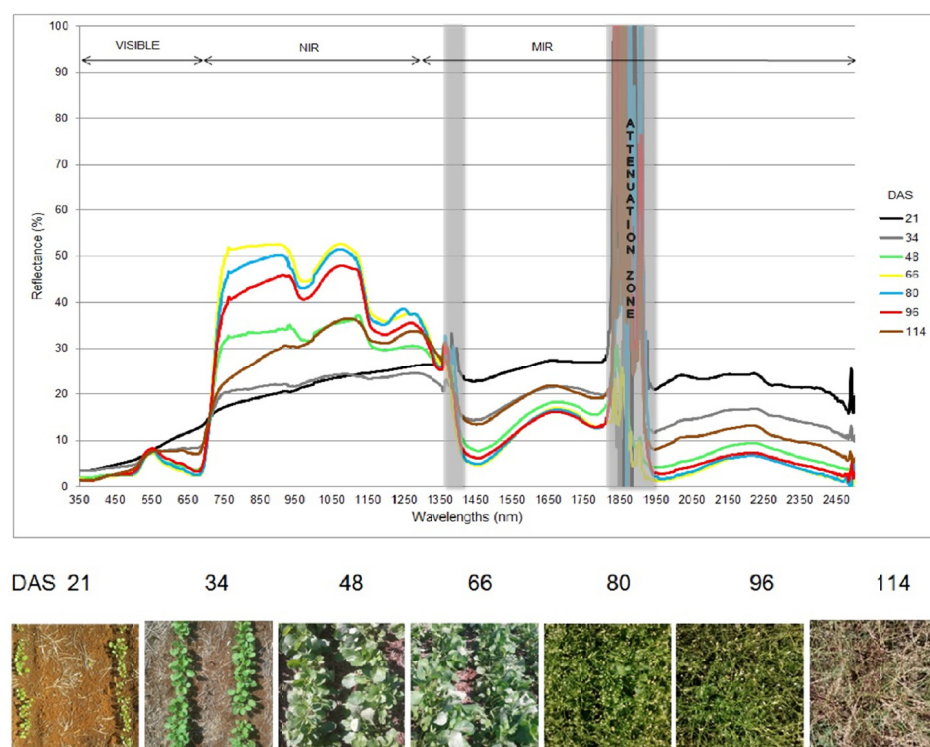 100
90
80
70
60
50
40
30
20
10
0
Reflectance (%)
VISIBLE NIR MIR
ATTENUATION ZONE
350 450 550 650 750 850 950 1050 1150 1250 1350 1450 1550 1650 1750 1850 1950 2050 2150 2250 2350 2450
Wavelengths (nm)
DAS
21
34
48
66
80
96
114
DAS 21 34 48 66 80 96 114